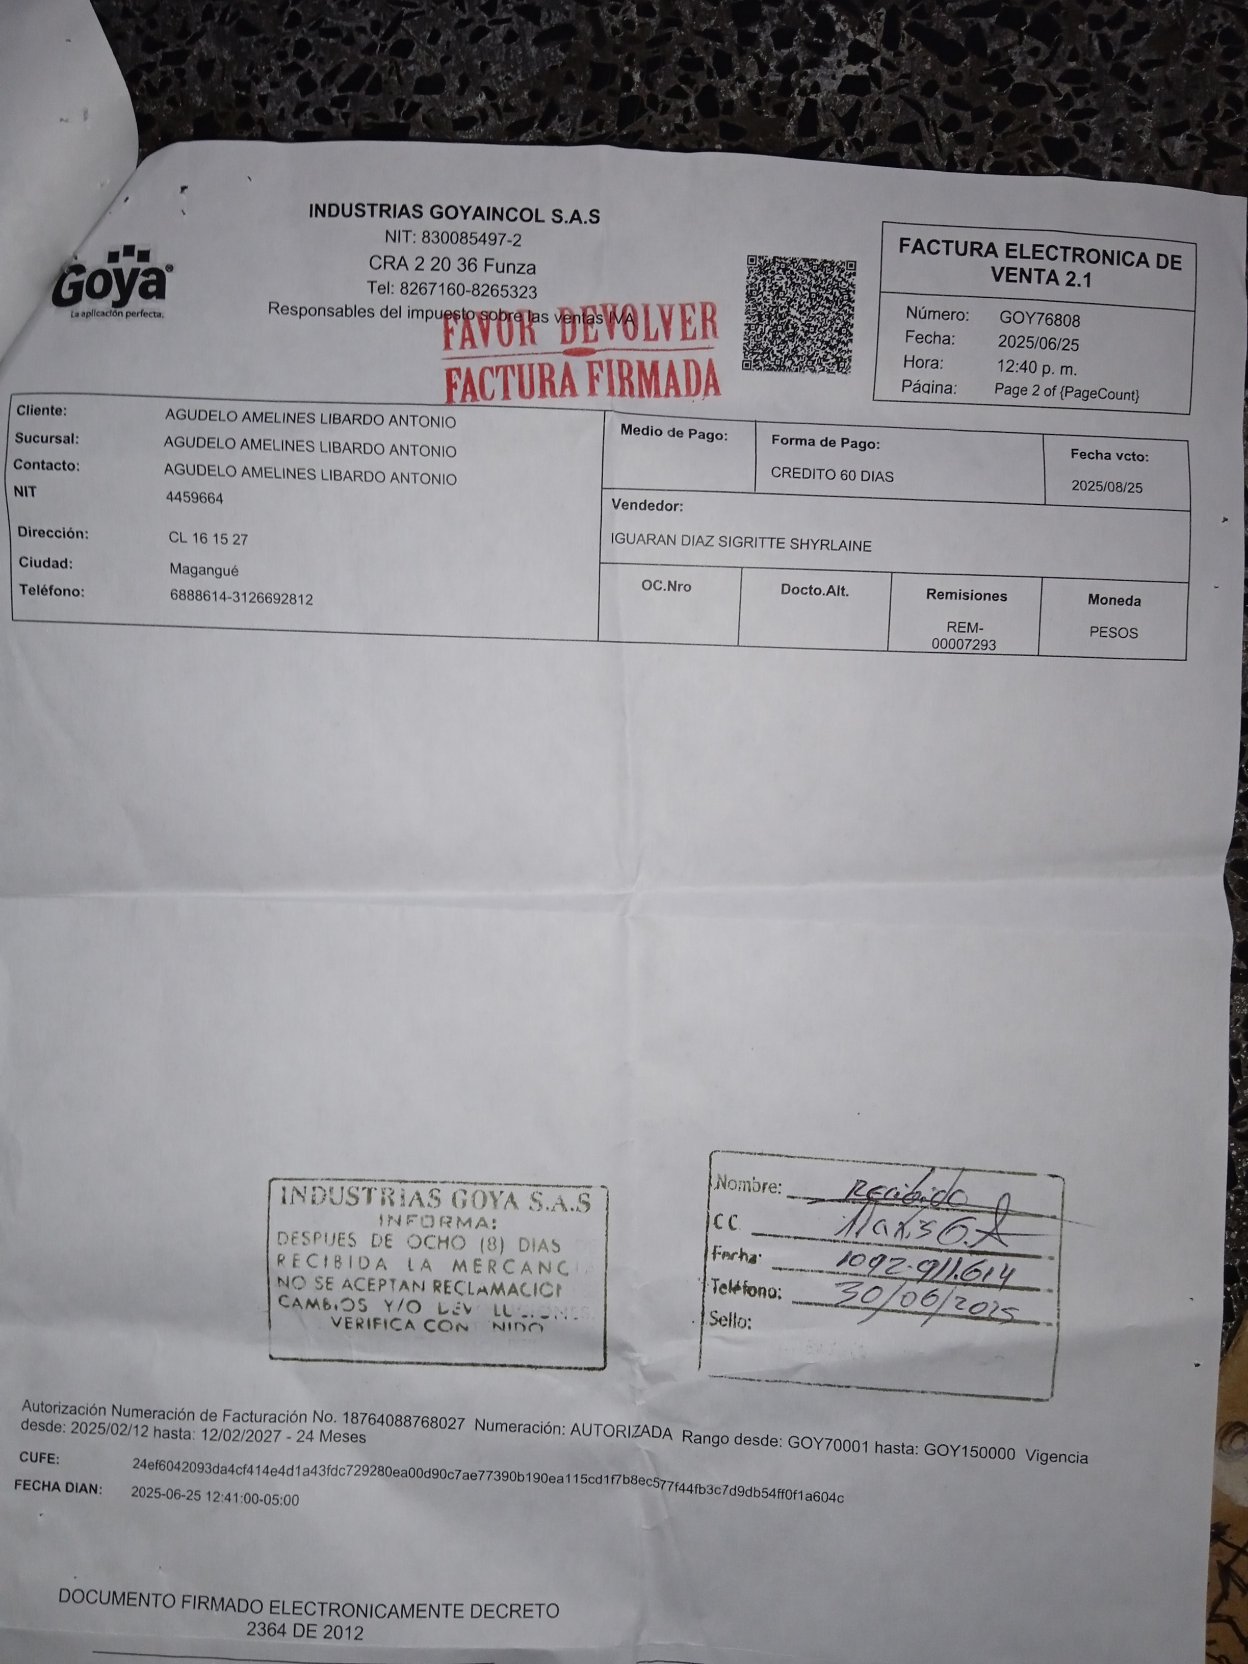 Goya®
La aplicación perfecta.
INDUSTRIAS GOYAINCOL S.A.S
NIT: 830085497-2
CRA 2 20 36 Funza
Tel: 8267160-8265323
Responsables del impuesto sobre las ventas IVA
FAVOR DEVOLVER
FACTURA FIRMADA
FACTURA ELECTRONICA DE
VENTA 2.1
Número: GOY76808
Fecha: 2025/06/25
Hora: 12:40 p. m.
Página: Page 2 of {PageCount}
Cliente: AGUDELO AMELINES LIBARDO ANTONIO
Sucursal: AGUDELO AMELINES LIBARDO ANTONIO
Contacto: AGUDELO AMELINES LIBARDO ANTONIO
NIT 4459664
Dirección: CL 16 15 27
Ciudad: Magangué
Teléfono: 6888614-3126692812
Medio de Pago: Forma de Pago: Fecha vcto:
CREDITO 60 DIAS 2025/08/25
Vendedor:
IGUARAN DIAZ SIGRITTE SHYRLAINE
OC.Nro Docto.Alt. Remisiones Moneda
REM- PESOS
00007293
INDUSTRIAS GOYA S.A.S
INFORMA:
DESPUES DE OCHO (8) DIAS
RECIBIDA LA MERCANC
NO SE ACEPTAN RECLAMACIO
CAMBIOS Y/O
VERIFICA CON NIDO
Nombre: Recibido
CC
Fecha: 1092.911.614
Teléfono: 30/06/2025
Sello:
Autorización Numeración de Facturación No. 18764088768027 Numeración: AUTORIZADA Rango desde: GOY70001 hasta: GOY150000 Vigencia
desde: 2025/02/12 hasta: 12/02/2027 - 24 Meses
CUFE: 24ef6042093da4cf414e4d1a43fdc729280ea00d90c7ae77390b190ea115cd1f7b8ec577f44fb3c7d9db54ff0f1a604c
FECHA DIAN: 2025-06-25 12:41:00-05:00
DOCUMENTO FIRMADO ELECTRONICAMENTE DECRETO
2364 DE 2012